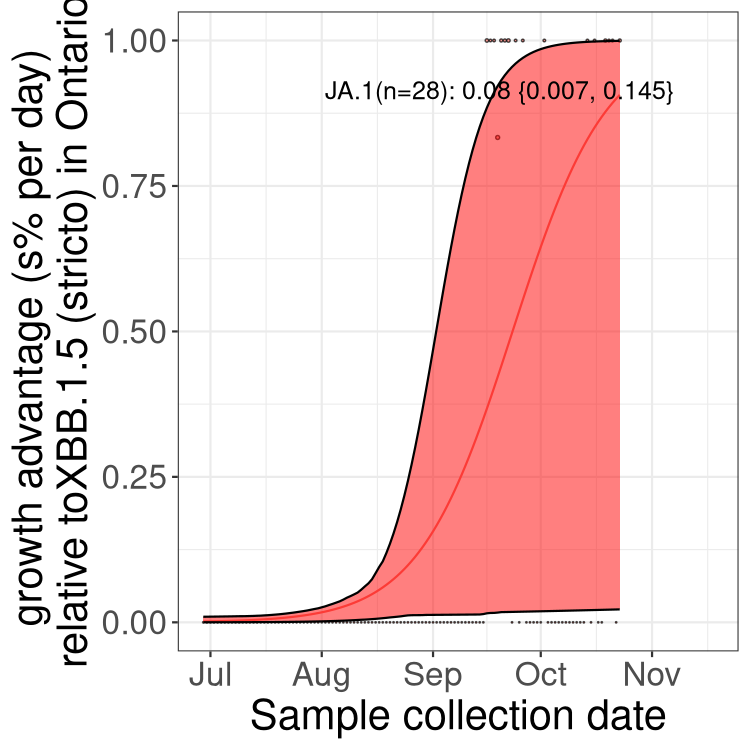 growth advantage (s% per day)
relative toXBB.1.5 (stricto) in Ontario
1.00
0.75
0.50
0.25
0.00
JA.1(n=28): 0.08 {0.007, 0.145}
Jul Aug Sep Oct Nov
Sample collection date